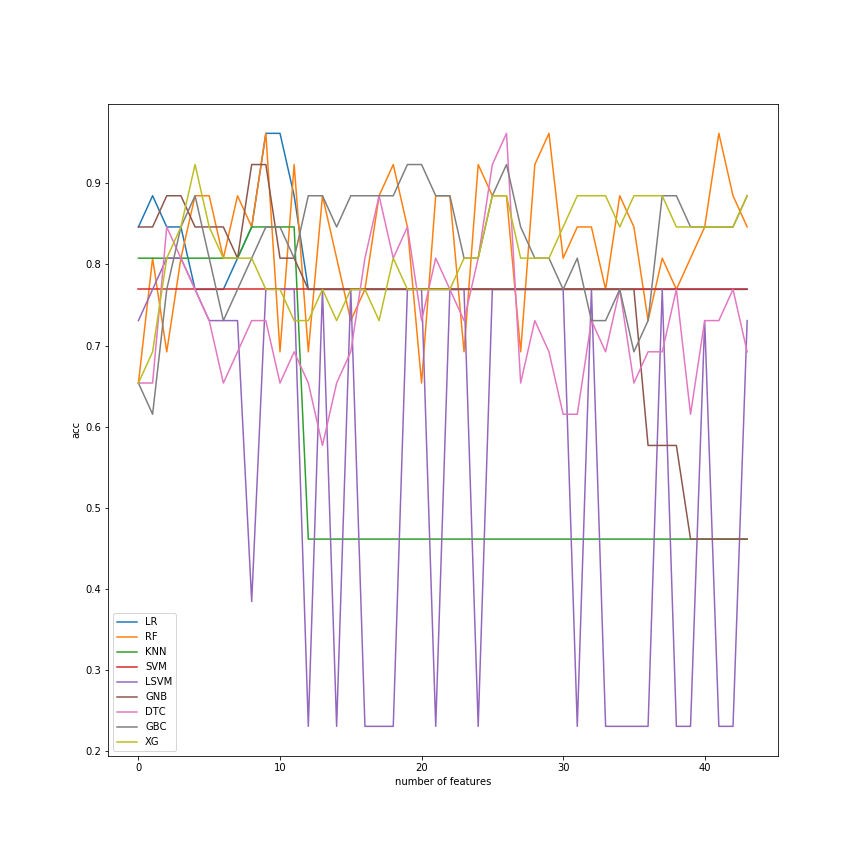 0.9
0.8
0.7
0.6
0.5
0.4
0.3
0.2
acc
0
10
20
30
40
number of features
LR
RF
KNN
SVM
LSVM
GNB
DTC
GBC
XG